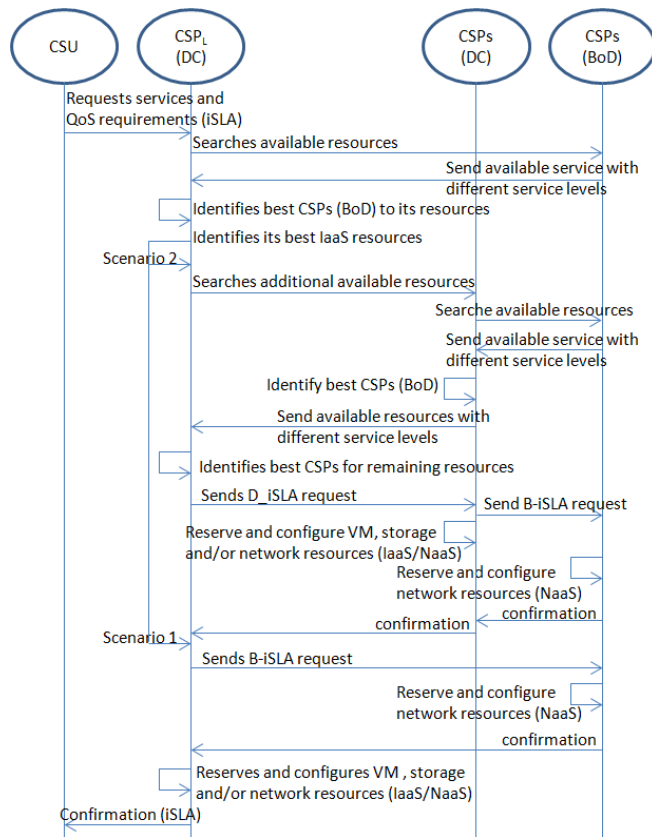 CSU
CSPL
(DC)
CSPs
(DC)
CSPs
(BoD)
Requests services and
QoS requirements (iSLA)
Searches available resources
Send available service with
different service levels
Identifies best CSPs (BoD) to its resources
Identifies its best IaaS resources
Scenario 2
Searches additional available resources
Searche available resources
Send available service with
different service levels
Identify best CSPs (BoD)
Send available resources with
different service levels
Identifies best CSPs for remaining resources
Sends D_iSLA request
Send B-iSLA request
Reserve and configure VM, storage
and/or network resources (IaaS/NaaS)
Reserve and configure
network resources (NaaS)
confirmation
confirmation
Scenario 1
Sends B-iSLA request
Reserve and configure
network resources (NaaS)
confirmation
Reserves and configures VM , storage
and/or network resources (IaaS/NaaS)
Confirmation (iSLA)